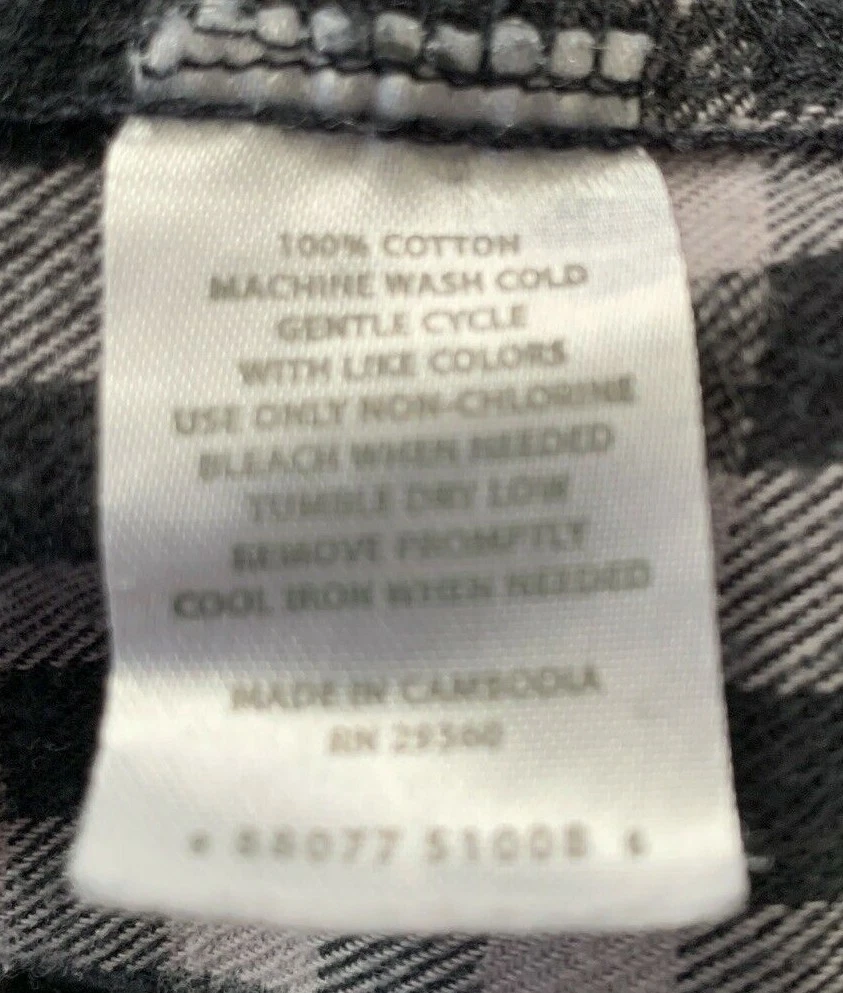 100% COTTON
MACHINE WASH COLD
GENTLE CYCLE
WITH LIKE COLORS
USE ONLY NON-CHLORINE
BLEACH WHEN NEEDED
TUMBLE DRY LOW
REMOVE PROMPTLY
COOL IRON WHEN NEEDED
MADE IN CAMBODIA
RN
51008